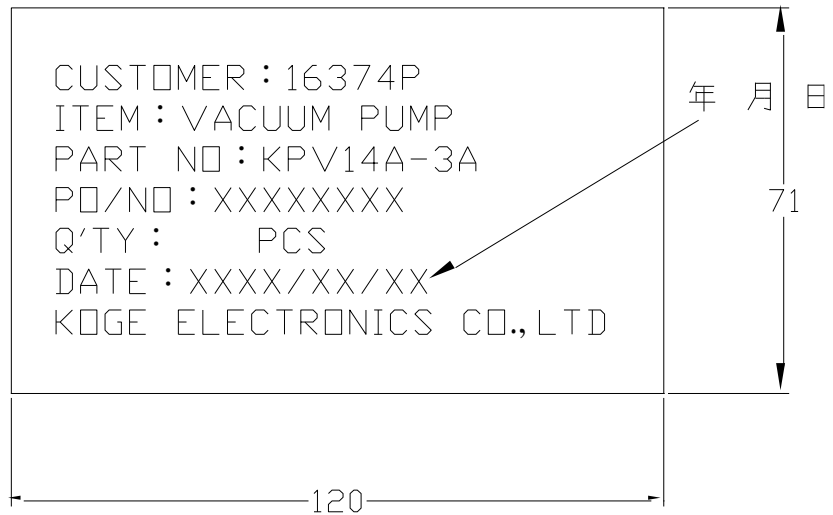 CUSTOMER:16374P
年 月 日
ITEM:VACUUM PUMP
PART NO:KPV14A-3A
PO/NO:XXXXXXXX
71
Q'TY: PCS
DATE:XXXX/XX/XX
KOGE ELECTRONICS CO.,LTD
120